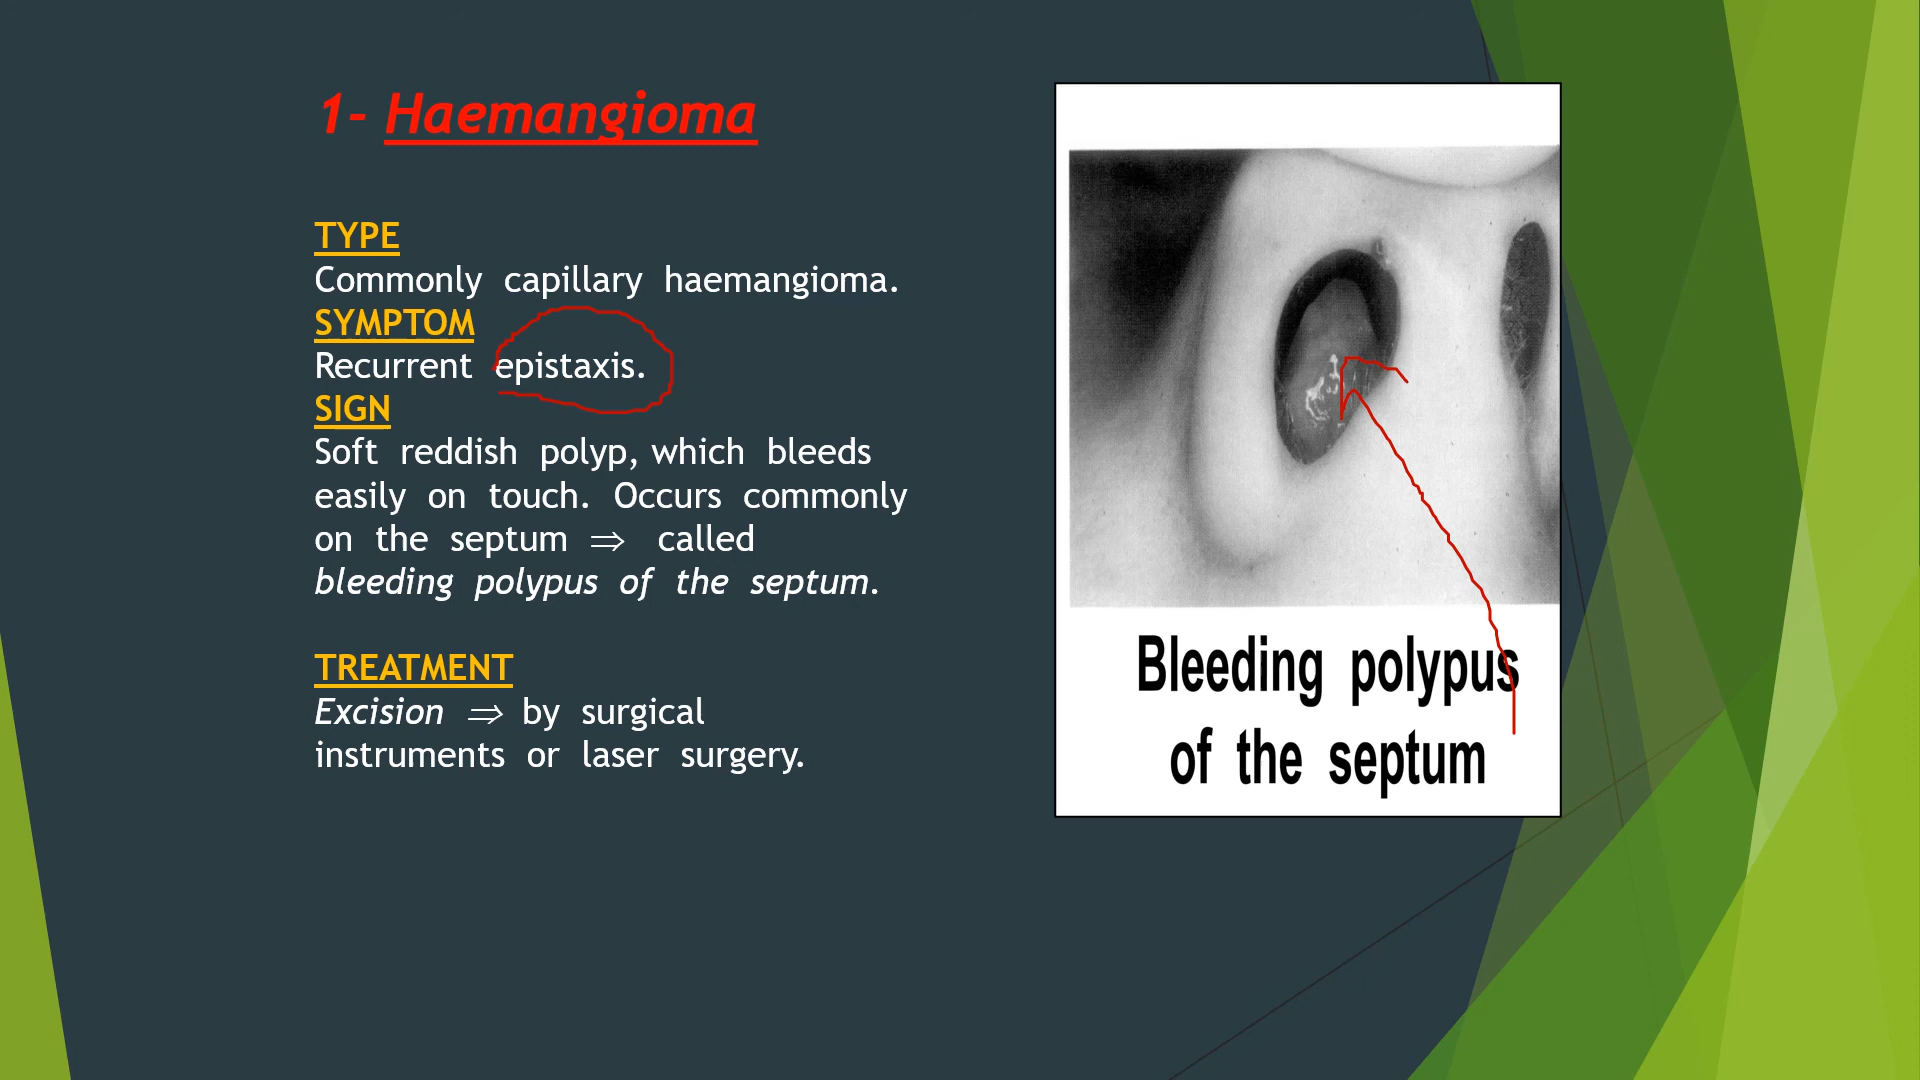 1- Haemangioma
TYPE
Commonly capillary haemangioma.
SYMPTOM
Recurrent epistaxis.
SIGN
Soft reddish polyp, which bleeds
easily on touch. Occurs commonly
on the septum ⇒ called
bleeding polypus of the septum.
TREATMENT
Excision ⇒ by surgical
instruments or laser surgery.
Bleeding polypus
of the septum